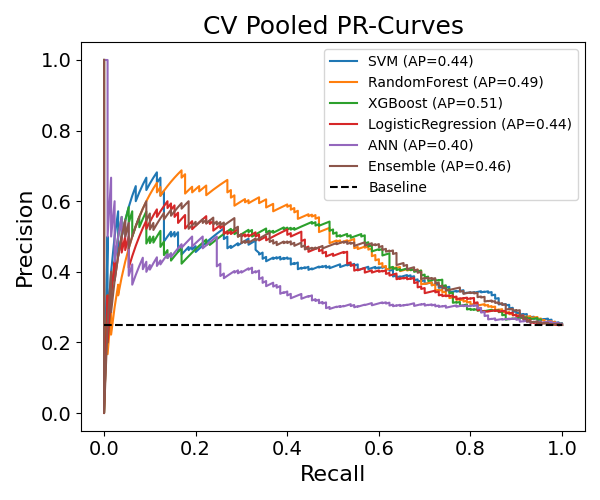 CV Pooled PR-Curves
Precision
1.0
0.8
0.6
0.4
0.2
0.0
SVM (AP=0.44)
RandomForest (AP=0.49)
XGBoost (AP=0.51)
LogisticRegression (AP=0.44)
ANN (AP=0.40)
Ensemble (AP=0.46)
Baseline
0.0 0.2 0.4 0.6 0.8 1.0
Recall